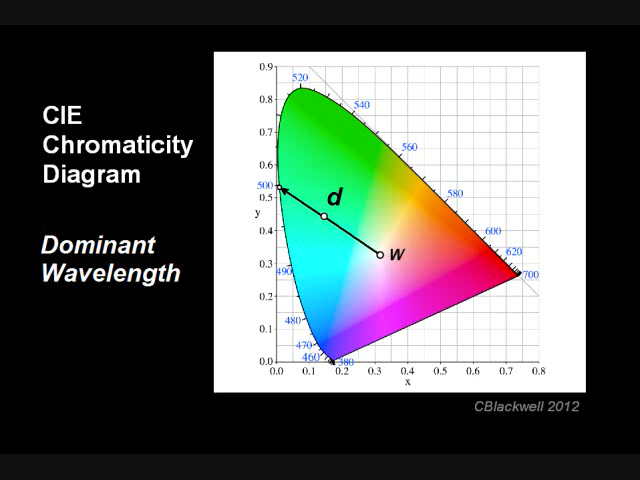 CIE
Chromaticity
Diagram
Dominant
Wavelength
0.9
0.8
0.7
0.6
0.5
0.4
0.3
0.2
0.1
0.0
y
0.0 0.1 0.2 0.3 0.4 0.5 0.6 0.7 0.8
x
520
540
560
580
600
620
700
500
490
480
470
460
380
d
W
CBlackwell 2012